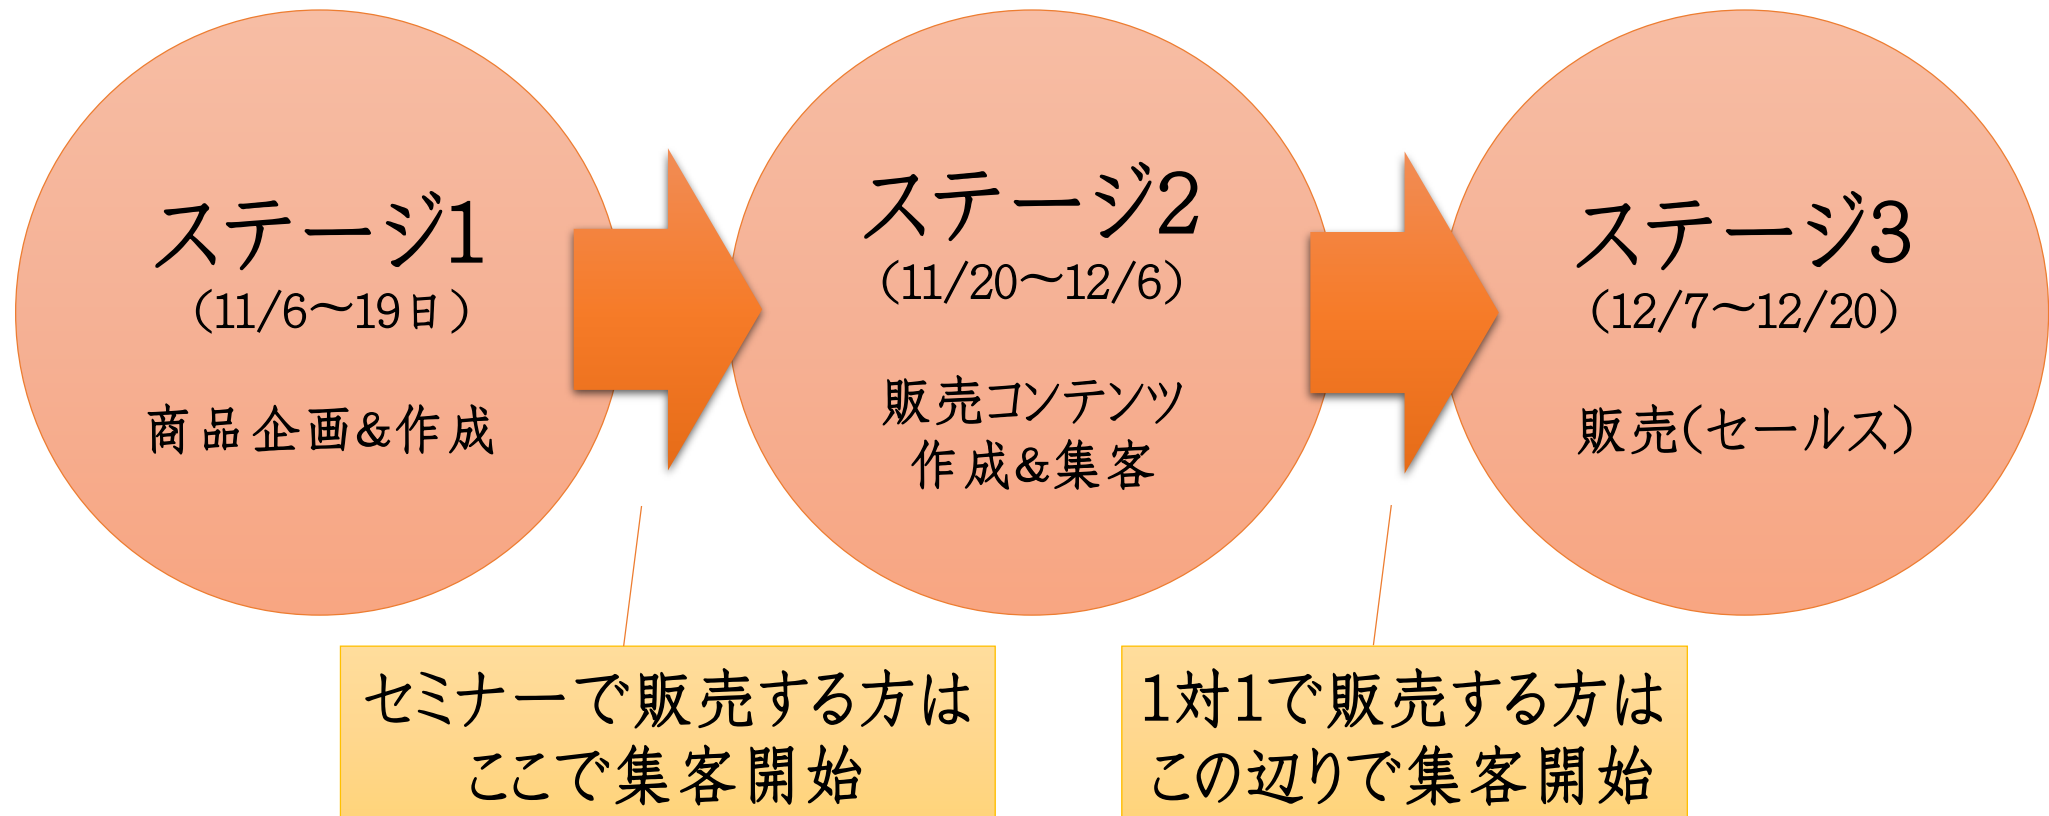 ステージ1
（11/6～19日）
商品企画&作成
ステージ2
（11/20～12/6）
販売コンテンツ
作成&集客
ステージ3
（12/7～12/20）
販売（セールス）
セミナーで販売する方は
ここで集客開始
1対1で販売する方は
この辺りで集客開始